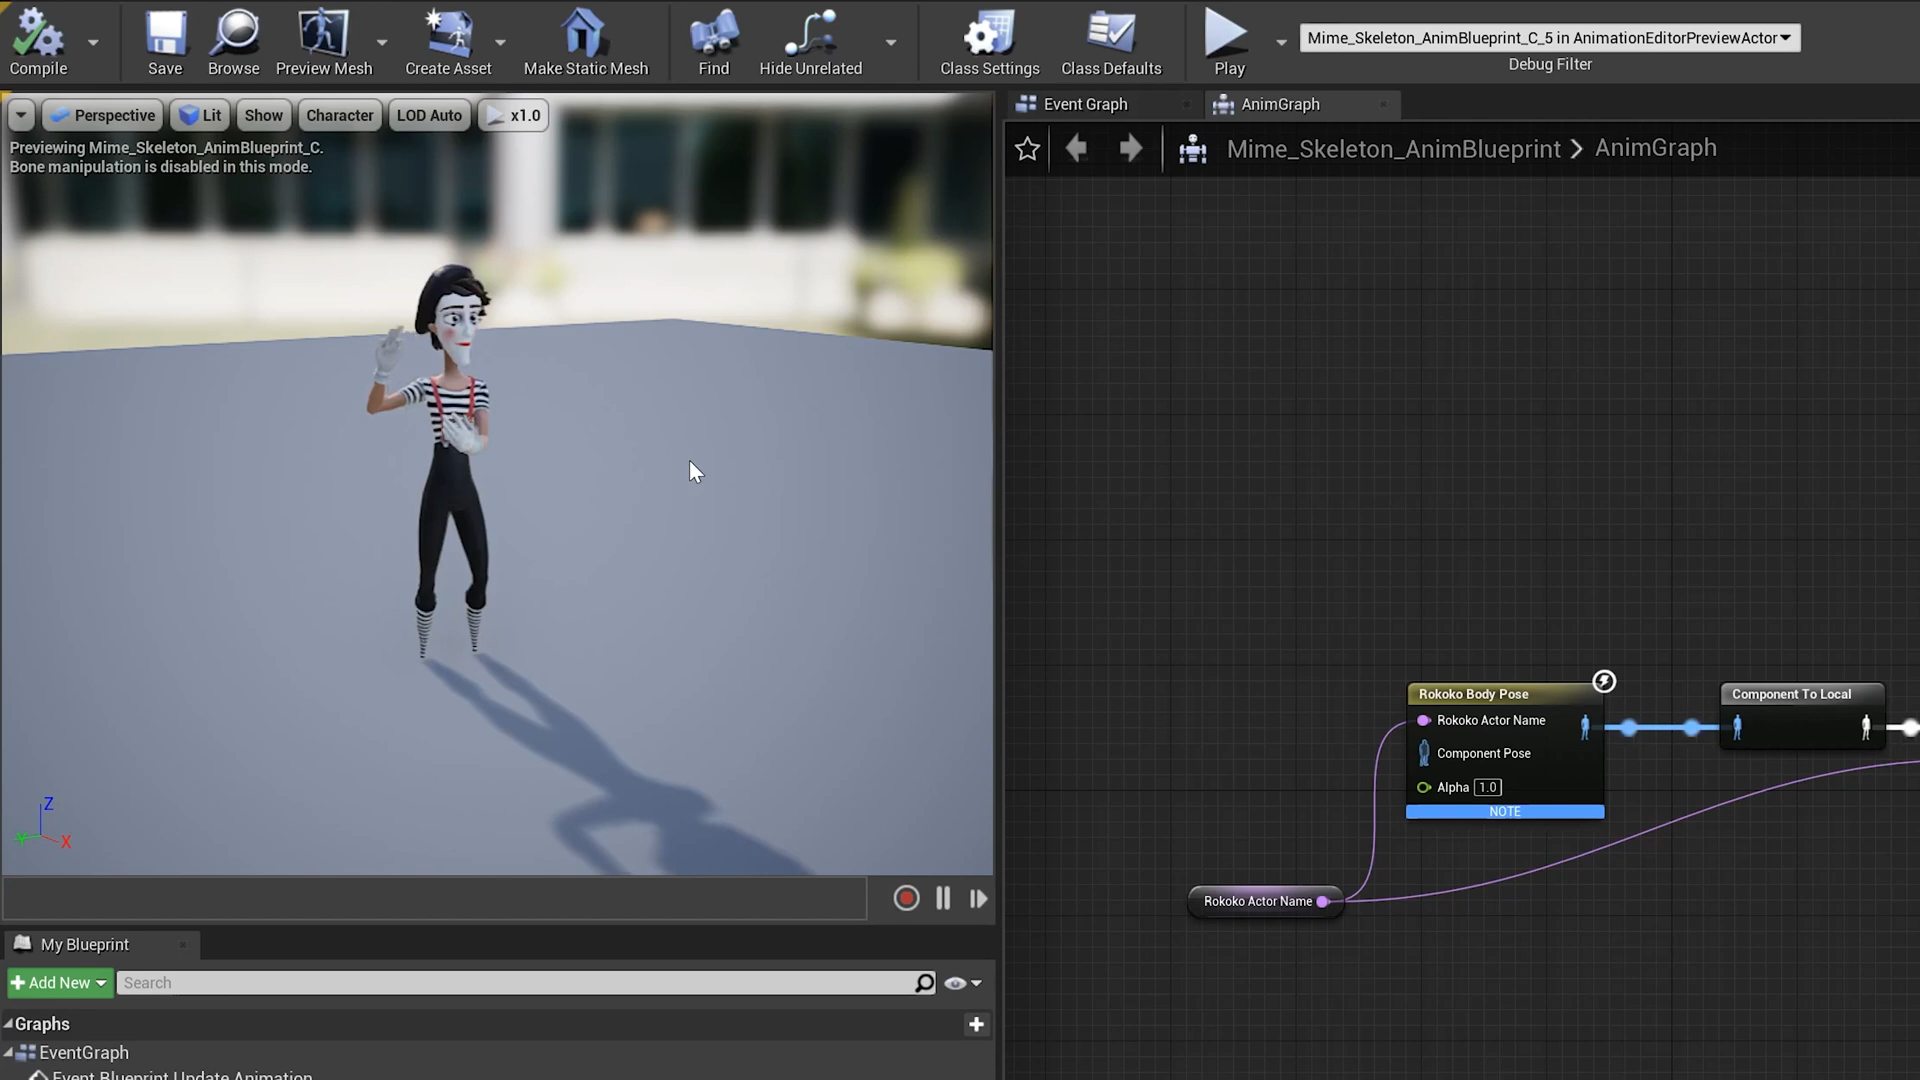 Compile
Save
Browse
Preview Mesh
Create Asset
Make Static Mesh
Find
Hide Unrelated
Class Settings
Class Defaults
Play
Mime_Skeleton_AnimBlueprint_C_5 in AnimationEditorPreviewActor
Debug Filter
Perspective
Lit
Show
Character
LOD Auto
x1.0
Previewing Mime_Skeleton_AnimBlueprint_C.
Bone manipulation is disabled in this mode.
Z
Y
X
My Blueprint
Add New
Search
Graphs
EventGraph
Event Blueprint Update Animation
Event Graph
AnimGraph
Mime_Skeleton_AnimBlueprint > AnimGraph
Rokoko Body Pose
Rokoko Actor Name
Component Pose
Alpha 1.0
NOTE
Component To Local
Rokoko Actor Name